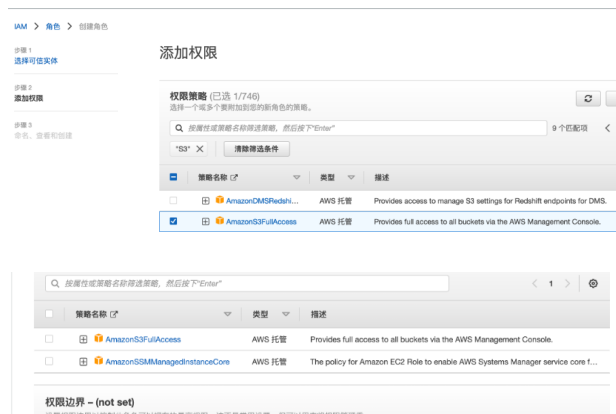 IAM > 角色 > 创建角色
步骤 1
选择可信实体
步骤 2
添加权限
步骤 3
命名、查看和创建
添加权限
权限策略 (已选 1/746)
选择一个或多个要附加到您的新角色的策略。
按属性或策略名称筛选策略，然后按下"Enter"
9 个匹配项
"S3" 清除筛选条件
策略名称 类型 描述
AmazonDMSRedshi... AWS 托管 Provides access to manage S3 settings for Redshift endpoints for DMS.
AmazonS3FullAccess AWS 托管 Provides full access to all buckets via the AWS Management Console.
按属性或策略名称筛选策略，然后按下"Enter"
1
策略名称 类型 描述
AmazonS3FullAccess AWS 托管 Provides full access to all buckets via the AWS Management Console.
AmazonSSMManagedInstanceCore AWS 托管 The policy for Amazon EC2 Role to enable AWS Systems Manager service core f...
权限边界 – (not set)